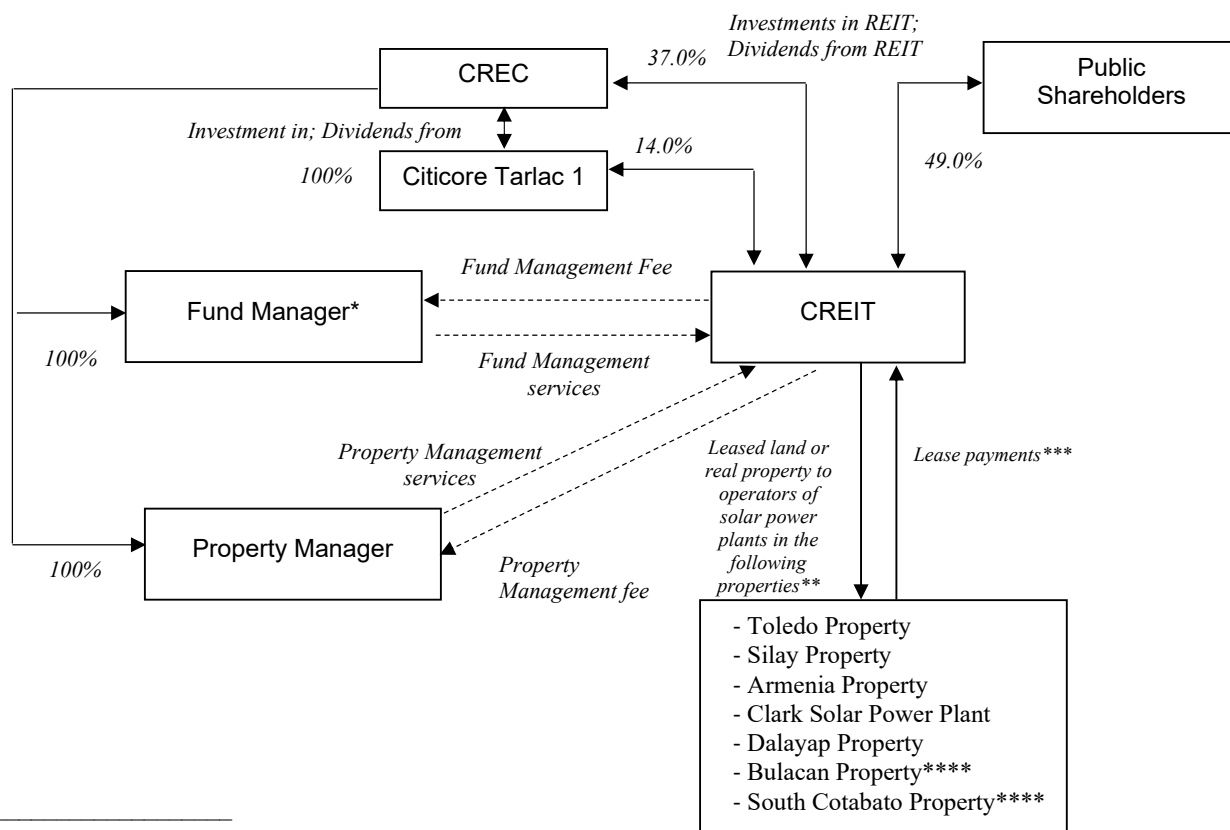 Investments in REIT;
Dividends from REIT
37.0%
CREC
Public
Shareholders
Investment in; Dividends from
14.0%
49.0%
100%
Citicore Tarlac 1
Fund Management Fee
Fund Manager*
CREIT
100%
Fund Management
services
Property Management
services
Leased land or
real property to
operators of
solar power
plants in the
following
properties**
Lease payments***
Property Manager
100%
Property
Management fee
- Toledo Property
- Silay Property
- Armenia Property
- Clark Solar Power Plant
- Dalayap Property
- Bulacan Property****
- South Cotabato Property****